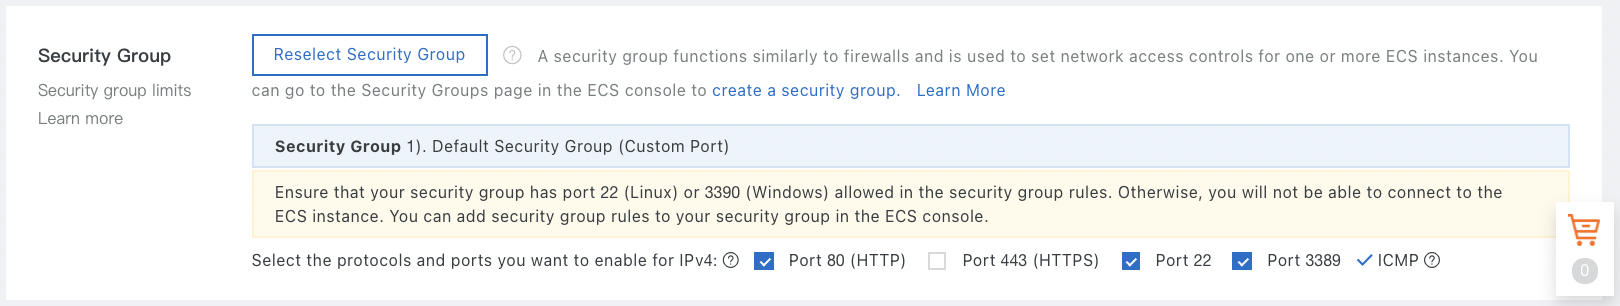 Security Group
Security group limits
Learn more
Reselect Security Group
A security group functions similarly to firewalls and is used to set network access controls for one or more ECS instances. You
can go to the Security Groups page in the ECS console to create a security group. Learn More
Security Group 1). Default Security Group (Custom Port)
Ensure that your security group has port 22 (Linux) or 3390 (Windows) allowed in the security group rules. Otherwise, you will not be able to connect to the
ECS instance. You can add security group rules to your security group in the ECS console.
Select the protocols and ports you want to enable for IPv4: ? Port 80 (HTTP) Port 443 (HTTPS) Port 22 Port 3389 ICMP ?
0